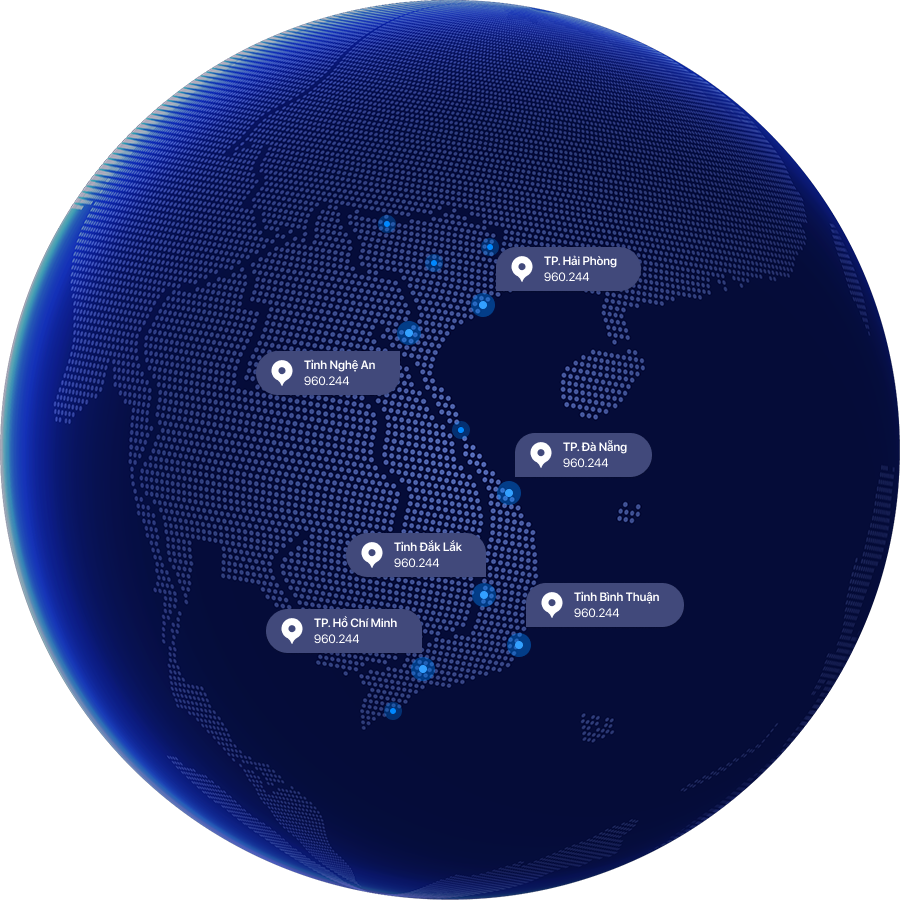 TP. Hải Phòng
960.244
Tỉnh Nghệ An
960.244
TP. Đà Nẵng
960.244
Tỉnh Đắk Lắk
960.244
Tỉnh Bình Thuận
960.244
TP. Hồ Chí Minh
960.244